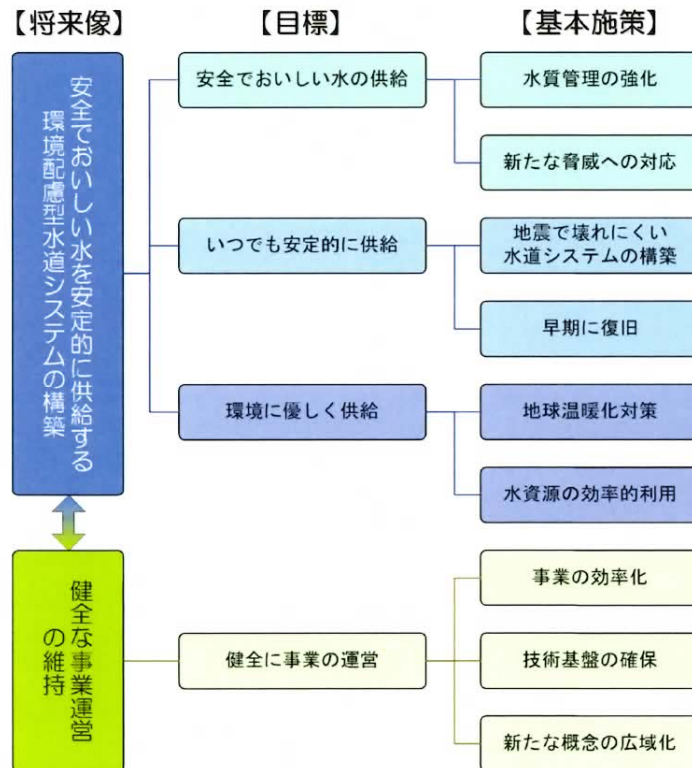 【将来像】
【目標】
【基本施策】
安全でおいしい水を安定的に供給する
環境配慮型水道システムの構築
安全でおいしい水の供給
水質管理の強化
新たな脅威への対応
いつでも安定的に供給
地震で壊れにくい
水道システムの構築
早期に復旧
環境に優しく供給
地球温暖化対策
水資源の効率的利用
健全な事業運営
の維持
健全に事業の運営
事業の効率化
技術基盤の確保
新たな概念の広域化